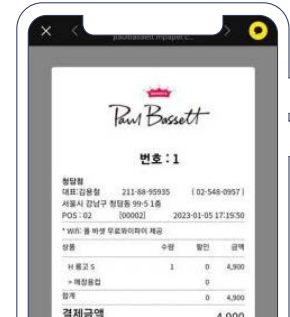 paulbassett.mpaper.c...
Paul Bassett
번호 : 1
청담점
대표:김용철 211-88-95935 ( 02-548-0957 )
서울시 강남구 청담동 99-5 1층
POS : 02 [00002] 2023-01-05 17:19:50
* Wifi: 폴 바셋 무료와이파이 제공
상품 수량 할인 금액
H 룽고 S 1 0 4,900
> 매장용컵 0
합계 0 4,900
결제금액 4,900